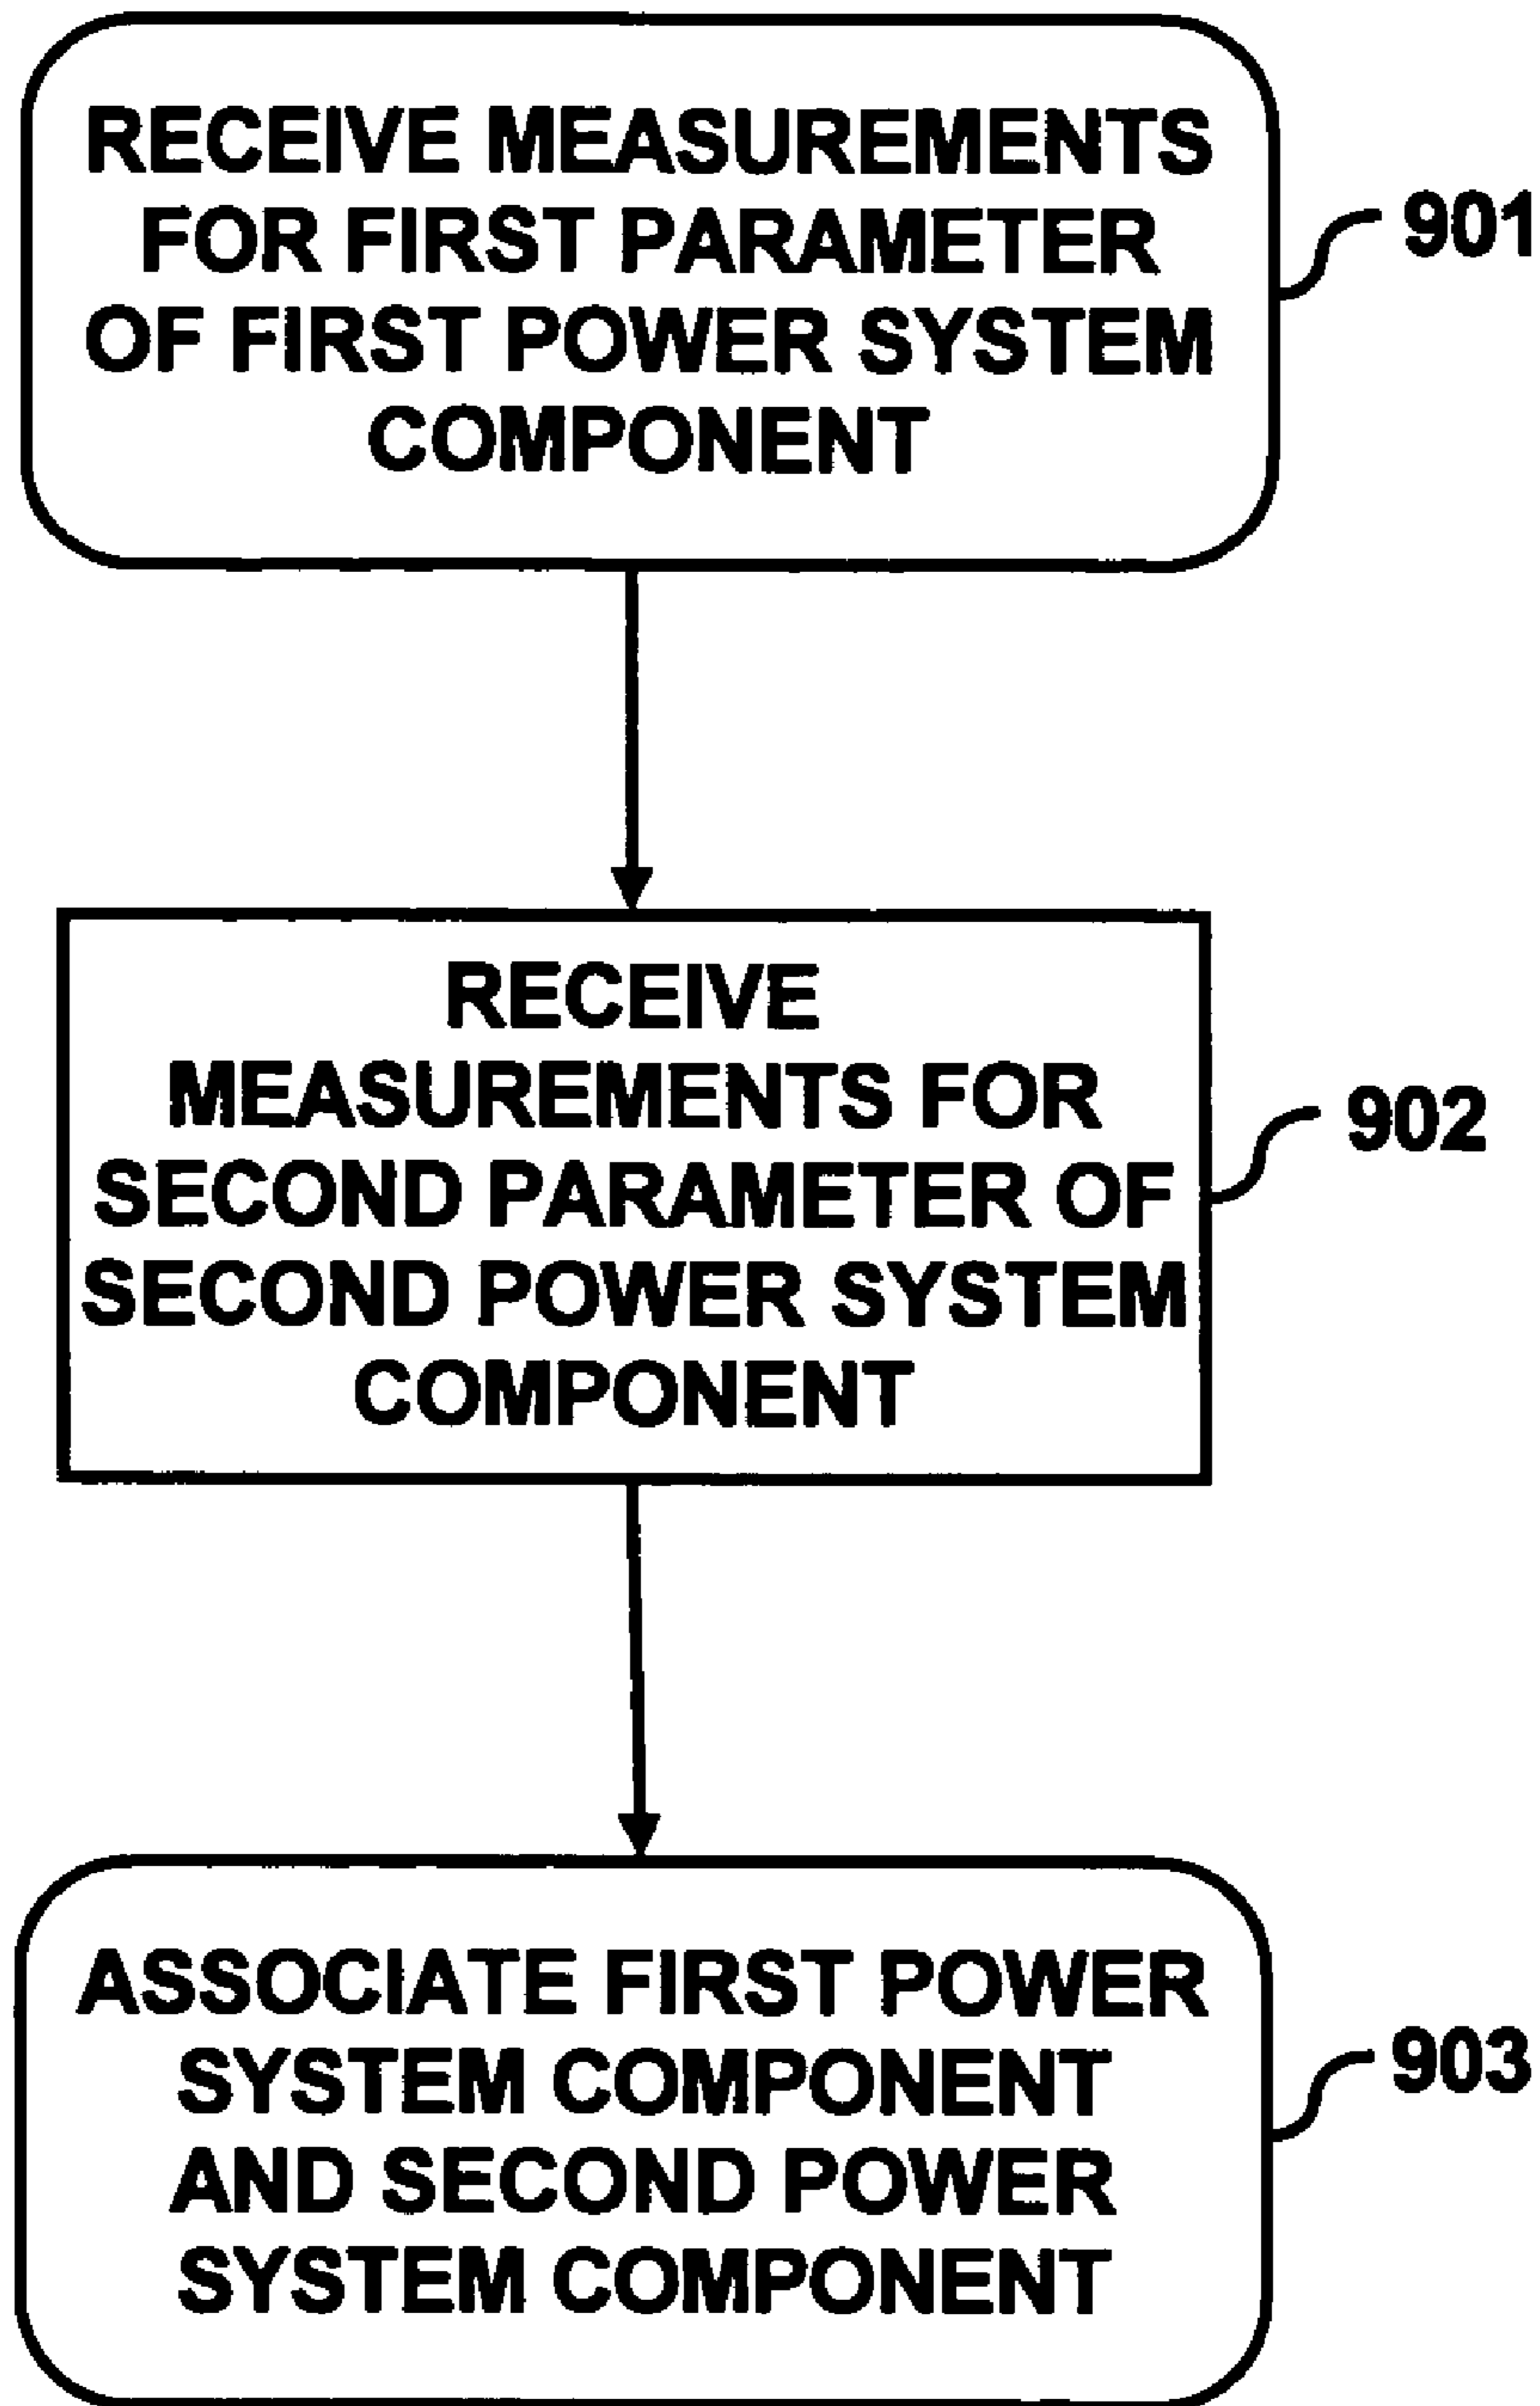 RECEIVE MEASUREMENTS
FOR FIRST PARAMETER
OF FIRST POWER SYSTEM
COMPONENT
901
RECEIVE
MEASUREMENTS FOR
SECOND PARAMETER OF
SECOND POWER SYSTEM
COMPONENT
902
ASSOCIATE FIRST POWER
SYSTEM COMPONENT
AND SECOND POWER
SYSTEM COMPONENT
903